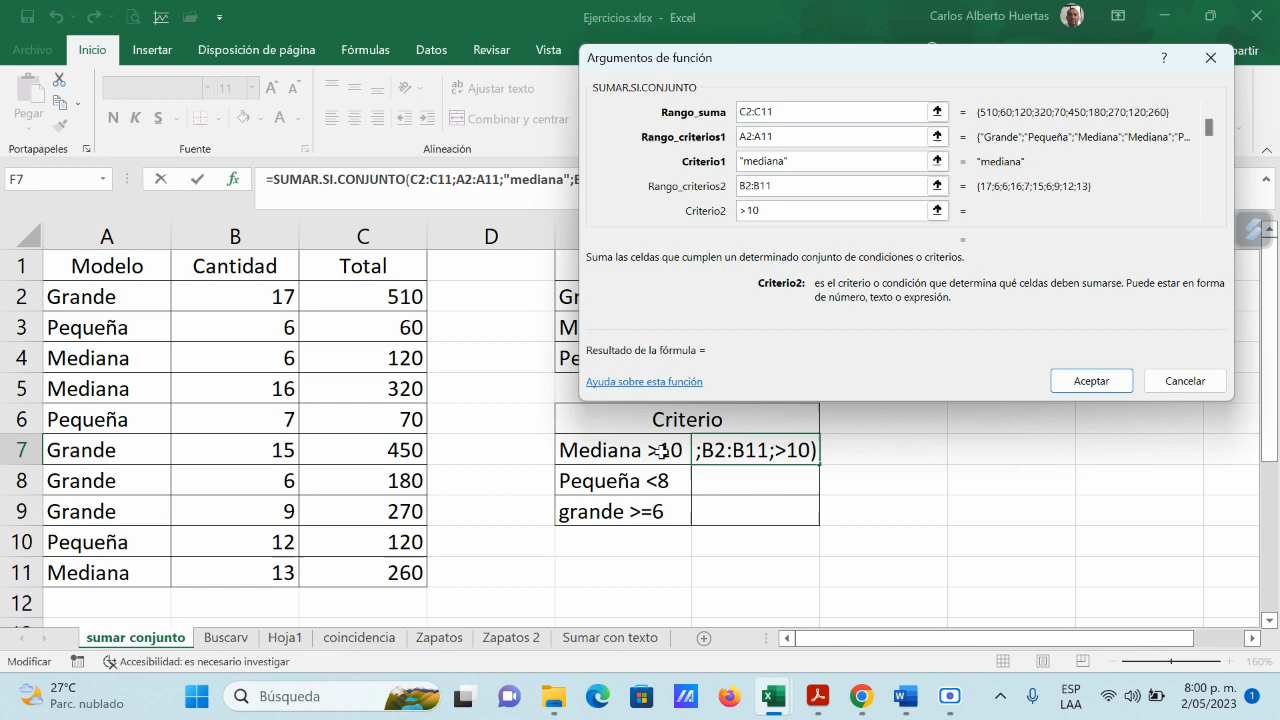 Ejercicios.xlsx - Excel
Carlos Alberto Huertas
Archivo Inicio Insertar Disposición de página Fórmulas Datos Revisar Vista
partir
Pegar
11
N K S
Ajustar texto
Combinar y centrar
Portapapeles Fuente Alineación
F7
=SUMAR.SI.CONJUNTO(C2:C11;A2:A11;"mediana";B
Argumentos de función
SUMAR.SI.CONJUNTO
Rango_suma C2:C11 = {510;60;120;320;70;450;180;270;120;260}
Rango_criterios1 A2:A11 = {"Grande";"Pequeña";"Mediana";"Mediana";"P...
Criterio1 "mediana" = "mediana"
Rango_criterios2 B2:B11 = {17;6;6;16;7;15;6;9;12;13}
Criterio2 >10 =
=
Suma las celdas que cumplen un determinado conjunto de condiciones o criterios.
Criterio2: es el criterio o condición que determina qué celdas deben sumarse. Puede estar en forma
de número, texto o expresión.
Resultado de la fórmula =
Ayuda sobre esta función
Aceptar Cancelar
A B C D
1 Modelo Cantidad Total
2 Grande 17 510 Gr
3 Pequeña 6 60 M
4 Mediana 6 120 Pe
5 Mediana 16 320
6 Pequeña 7 70 Criterio
7 Grande 15 450 Mediana >10 ;B2:B11;>10)
8 Grande 6 180 Pequeña <8
9 Grande 9 270 grande >=6
10 Pequeña 12 120
11 Mediana 13 260
12
sumar conjunto Buscarv Hoja1 coincidencia Zapatos Zapatos 2 Sumar con texto
Modificar Accesibilidad: es necesario investigar 160%
27°C
Parc. nublado
Búsqueda
ESP
LAA
8:00 p. m.
2/05/2023
1